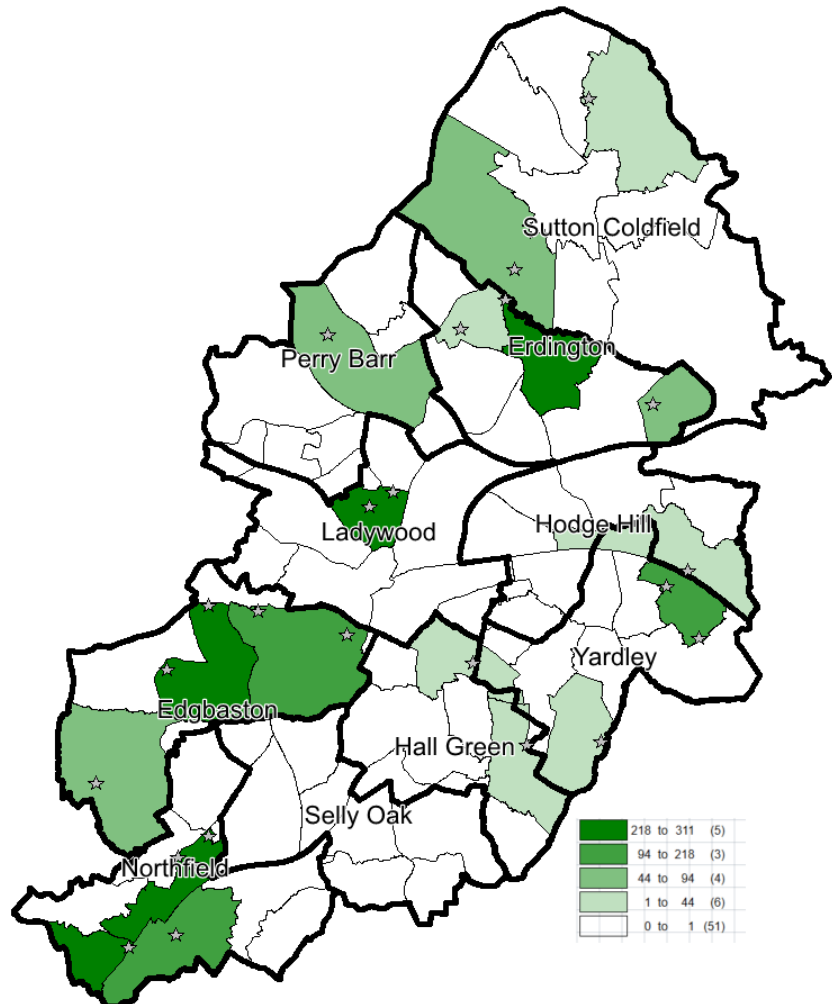 Sutton Coldfield
Erdington
Perry Barr
Hodge Hill
Ladywood
Yardley
Edgbaston
Hall Green
Selly Oak
Northfield
218 to 311 (5)
94 to 218 (3)
44 to 94 (4)
1 to 44 (6)
0 to 1 (51)